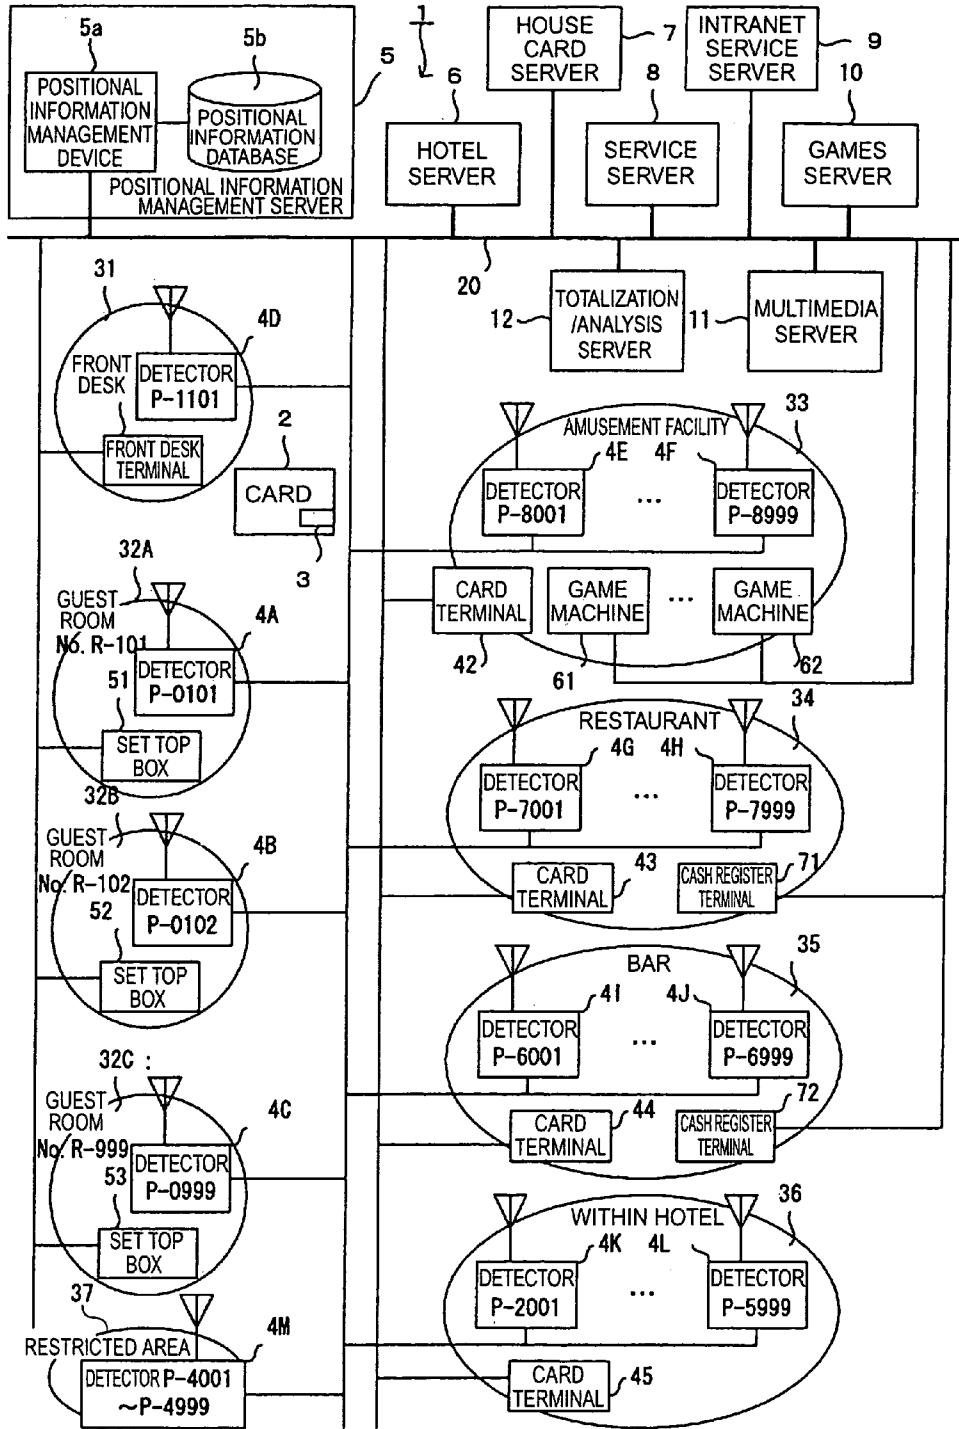 5a
5b
POSITIONAL
INFORMATION
MANAGEMENT
DEVICE
POSITIONAL
INFORMATION
DATABASE
POSITIONAL INFORMATION
MANAGEMENT SERVER
5
1
6
HOTEL
SERVER
HOUSE
CARD
SERVER
7
8
SERVICE
SERVER
INTRANET
SERVICE
SERVER
9
10
GAMES
SERVER
20
12
TOTALIZATION
/ANALYSIS
SERVER
11
MULTIMEDIA
SERVER
31
4D
FRONT
DESK
DETECTOR
P-1101
FRONT DESK
TERMINAL
2
CARD
3
32A
GUEST
ROOM
No. R-101
4A
DETECTOR
P-0101
51
SET TOP
BOX
32B
GUEST
ROOM
No. R-102
4B
DETECTOR
P-0102
52
SET TOP
BOX
32C :
GUEST
ROOM
No. R-999
4C
DETECTOR
P-0999
53
SET TOP
BOX
37
RESTRICTED AREA
4M
DETECTOR P-4001
~P-4999
33
AMUSEMENT FACILITY
4E
4F
DETECTOR
P-8001
...
DETECTOR
P-8999
CARD
TERMINAL
GAME
MACHINE
...
GAME
MACHINE
42
61
62
34
RESTAURANT
4G
4H
DETECTOR
P-7001
...
DETECTOR
P-7999
43
CARD
TERMINAL
71
CASH REGISTER
TERMINAL
35
BAR
4I
4J
DETECTOR
P-6001
...
DETECTOR
P-6999
44
CARD
TERMINAL
72
CASH REGISTER
TERMINAL
36
WITHIN HOTEL
4K
4L
DETECTOR
P-2001
...
DETECTOR
P-5999
CARD
TERMINAL
45